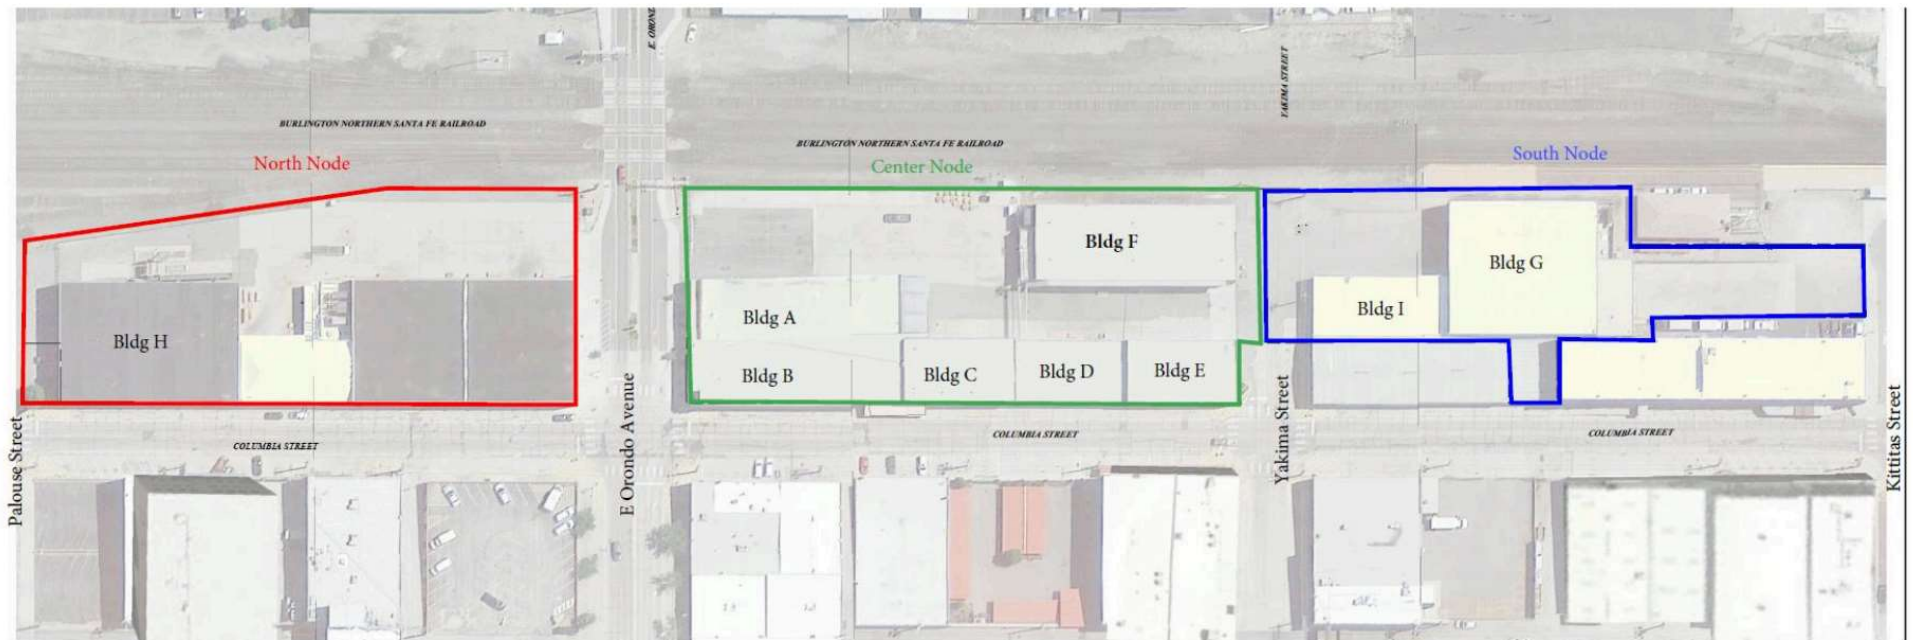 E. OROND
YAKIMA STREET
BURLINGTON NORTHERN SANTA FE RAILROAD
BURLINGTON NORTHERN SANTA FE RAILROAD
North Node
Center Node
South Node
Bldg F
Bldg G
Bldg I
Bldg A
Bldg H
Bldg B
Bldg C
Bldg D
Bldg E
Palouse Street
E Orondo Avenue
Yakima Street
Kittitas Street
COLUMBIA STREET
COLUMBIA STREET
COLUMBIA STREET